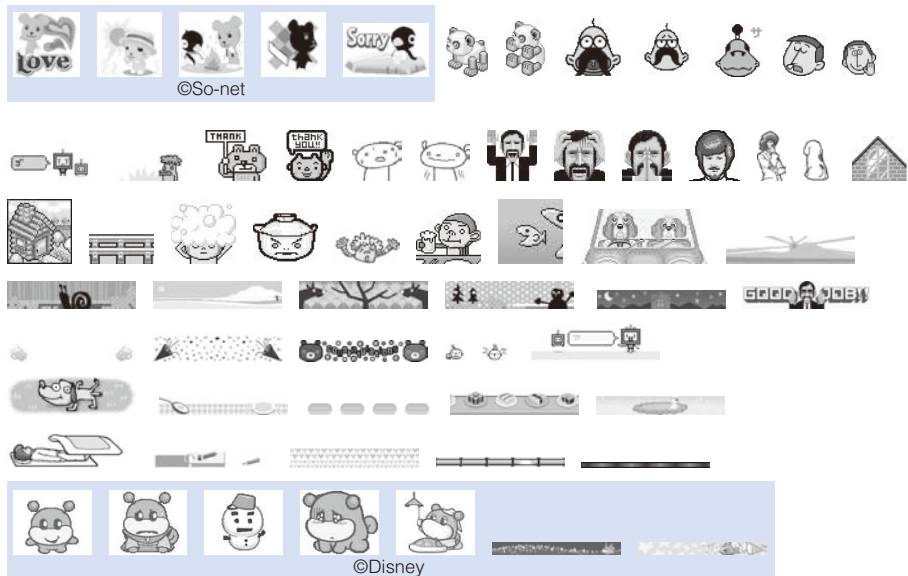 Love
Sorry
©So-net
サ
THANK
thank
YOU!!
GOOD JOB!!
©Disney